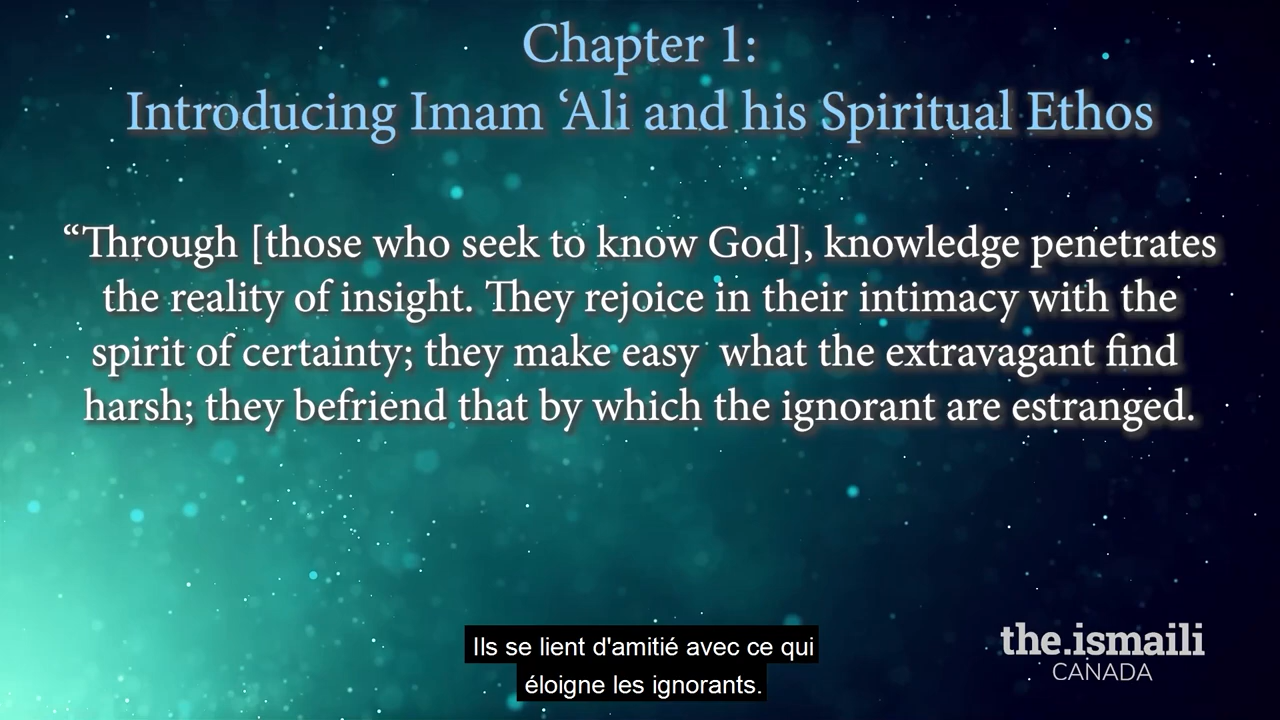 Chapter 1:
Introducing Imam ‘Ali and his Spiritual Ethos
“Through [those who seek to know God], knowledge penetrates
the reality of insight. They rejoice in their intimacy with the
spirit of certainty; they make easy  what the extravagant find
harsh; they befriend that by which the ignorant are estranged.
the.ismaili
CANADA
Ils se lient d'amitié avec ce qui
éloigne les ignorants.